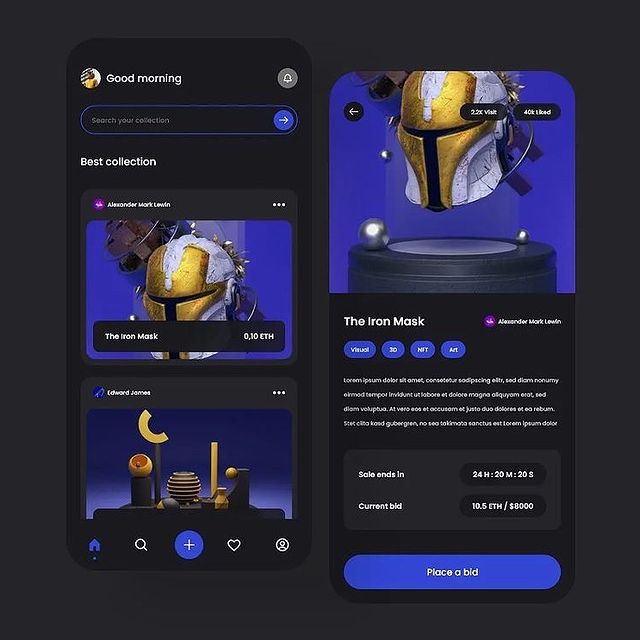 Good morning
Search your collection
Best collection
Alexander Mark Lewin
The Iron Mask
0,10 ETH
Edward James
2.2K Visit
40k Liked
The Iron Mask
Alexander Mark Lewin
Visual
3D
NFT
Art
Lorem ipsum dolor sit amet, consetetur sadipscing elitr, sed diam nonumy
eirmod tempor invidunt ut labore et dolore magna aliquyam erat, sed
diam voluptua. At vero eos et accusam et justo duo dolores et ea rebum.
Stet clita kasd gubergren, no sea takimata sanctus est Lorem ipsum dolor
Sale ends in
24 H : 20 M : 20 S
Current bid
10.5 ETH / $8000
Place a bid